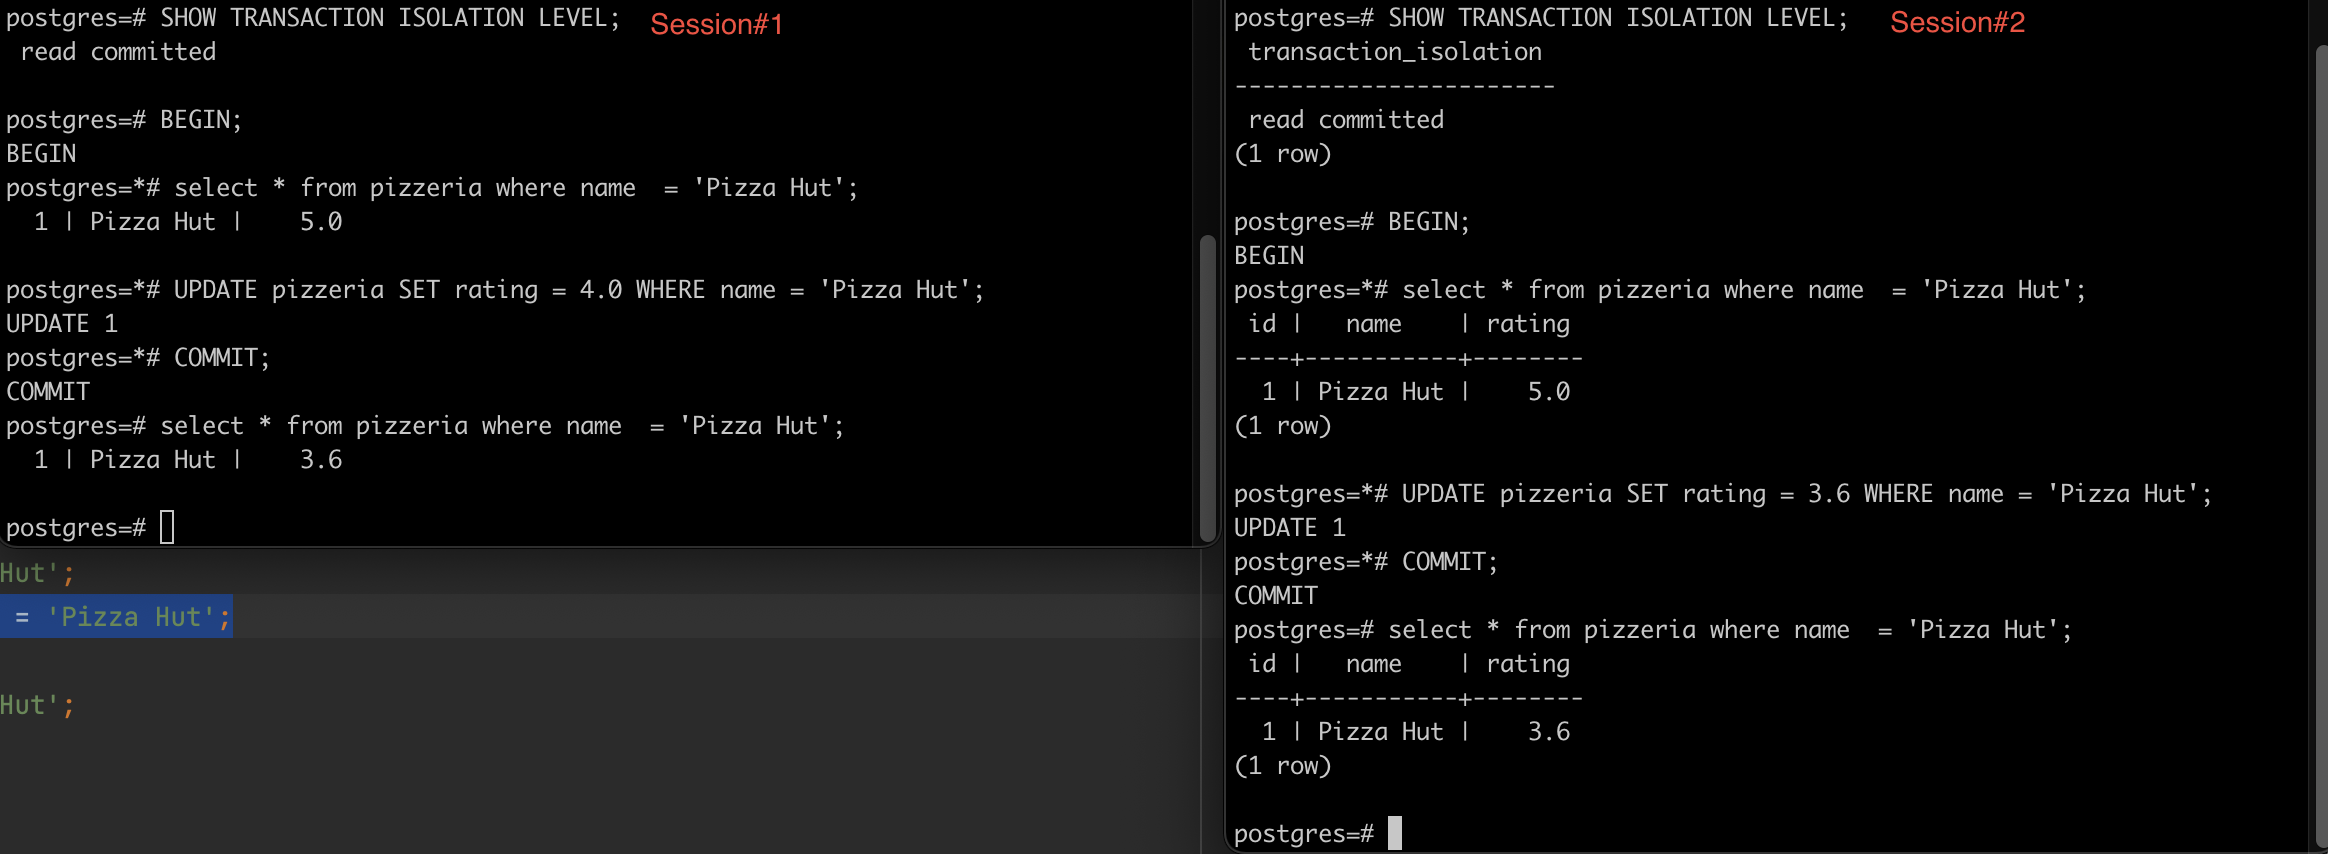 postgres=# SHOW TRANSACTION ISOLATION LEVEL;
Session#1
 read committed

postgres=# BEGIN;
BEGIN
postgres=*# select * from pizzeria where name  = 'Pizza Hut';
  1 | Pizza Hut |    5.0

postgres=*# UPDATE pizzeria SET rating = 4.0 WHERE name = 'Pizza Hut';
UPDATE 1
postgres=*# COMMIT;
COMMIT
postgres=# select * from pizzeria where name  = 'Pizza Hut';
  1 | Pizza Hut |    3.6

postgres=#
Hut';
= 'Pizza Hut';
Hut';
postgres=# SHOW TRANSACTION ISOLATION LEVEL;
Session#2
 transaction_isolation
-----------------------
 read committed
(1 row)

postgres=# BEGIN;
BEGIN
postgres=*# select * from pizzeria where name  = 'Pizza Hut';
 id |   name    | rating
----+-----------+--------
  1 | Pizza Hut |    5.0
(1 row)

postgres=*# UPDATE pizzeria SET rating = 3.6 WHERE name = 'Pizza Hut';
UPDATE 1
postgres=*# COMMIT;
COMMIT
postgres=# select * from pizzeria where name  = 'Pizza Hut';
 id |   name    | rating
----+-----------+--------
  1 | Pizza Hut |    3.6
(1 row)

postgres=#